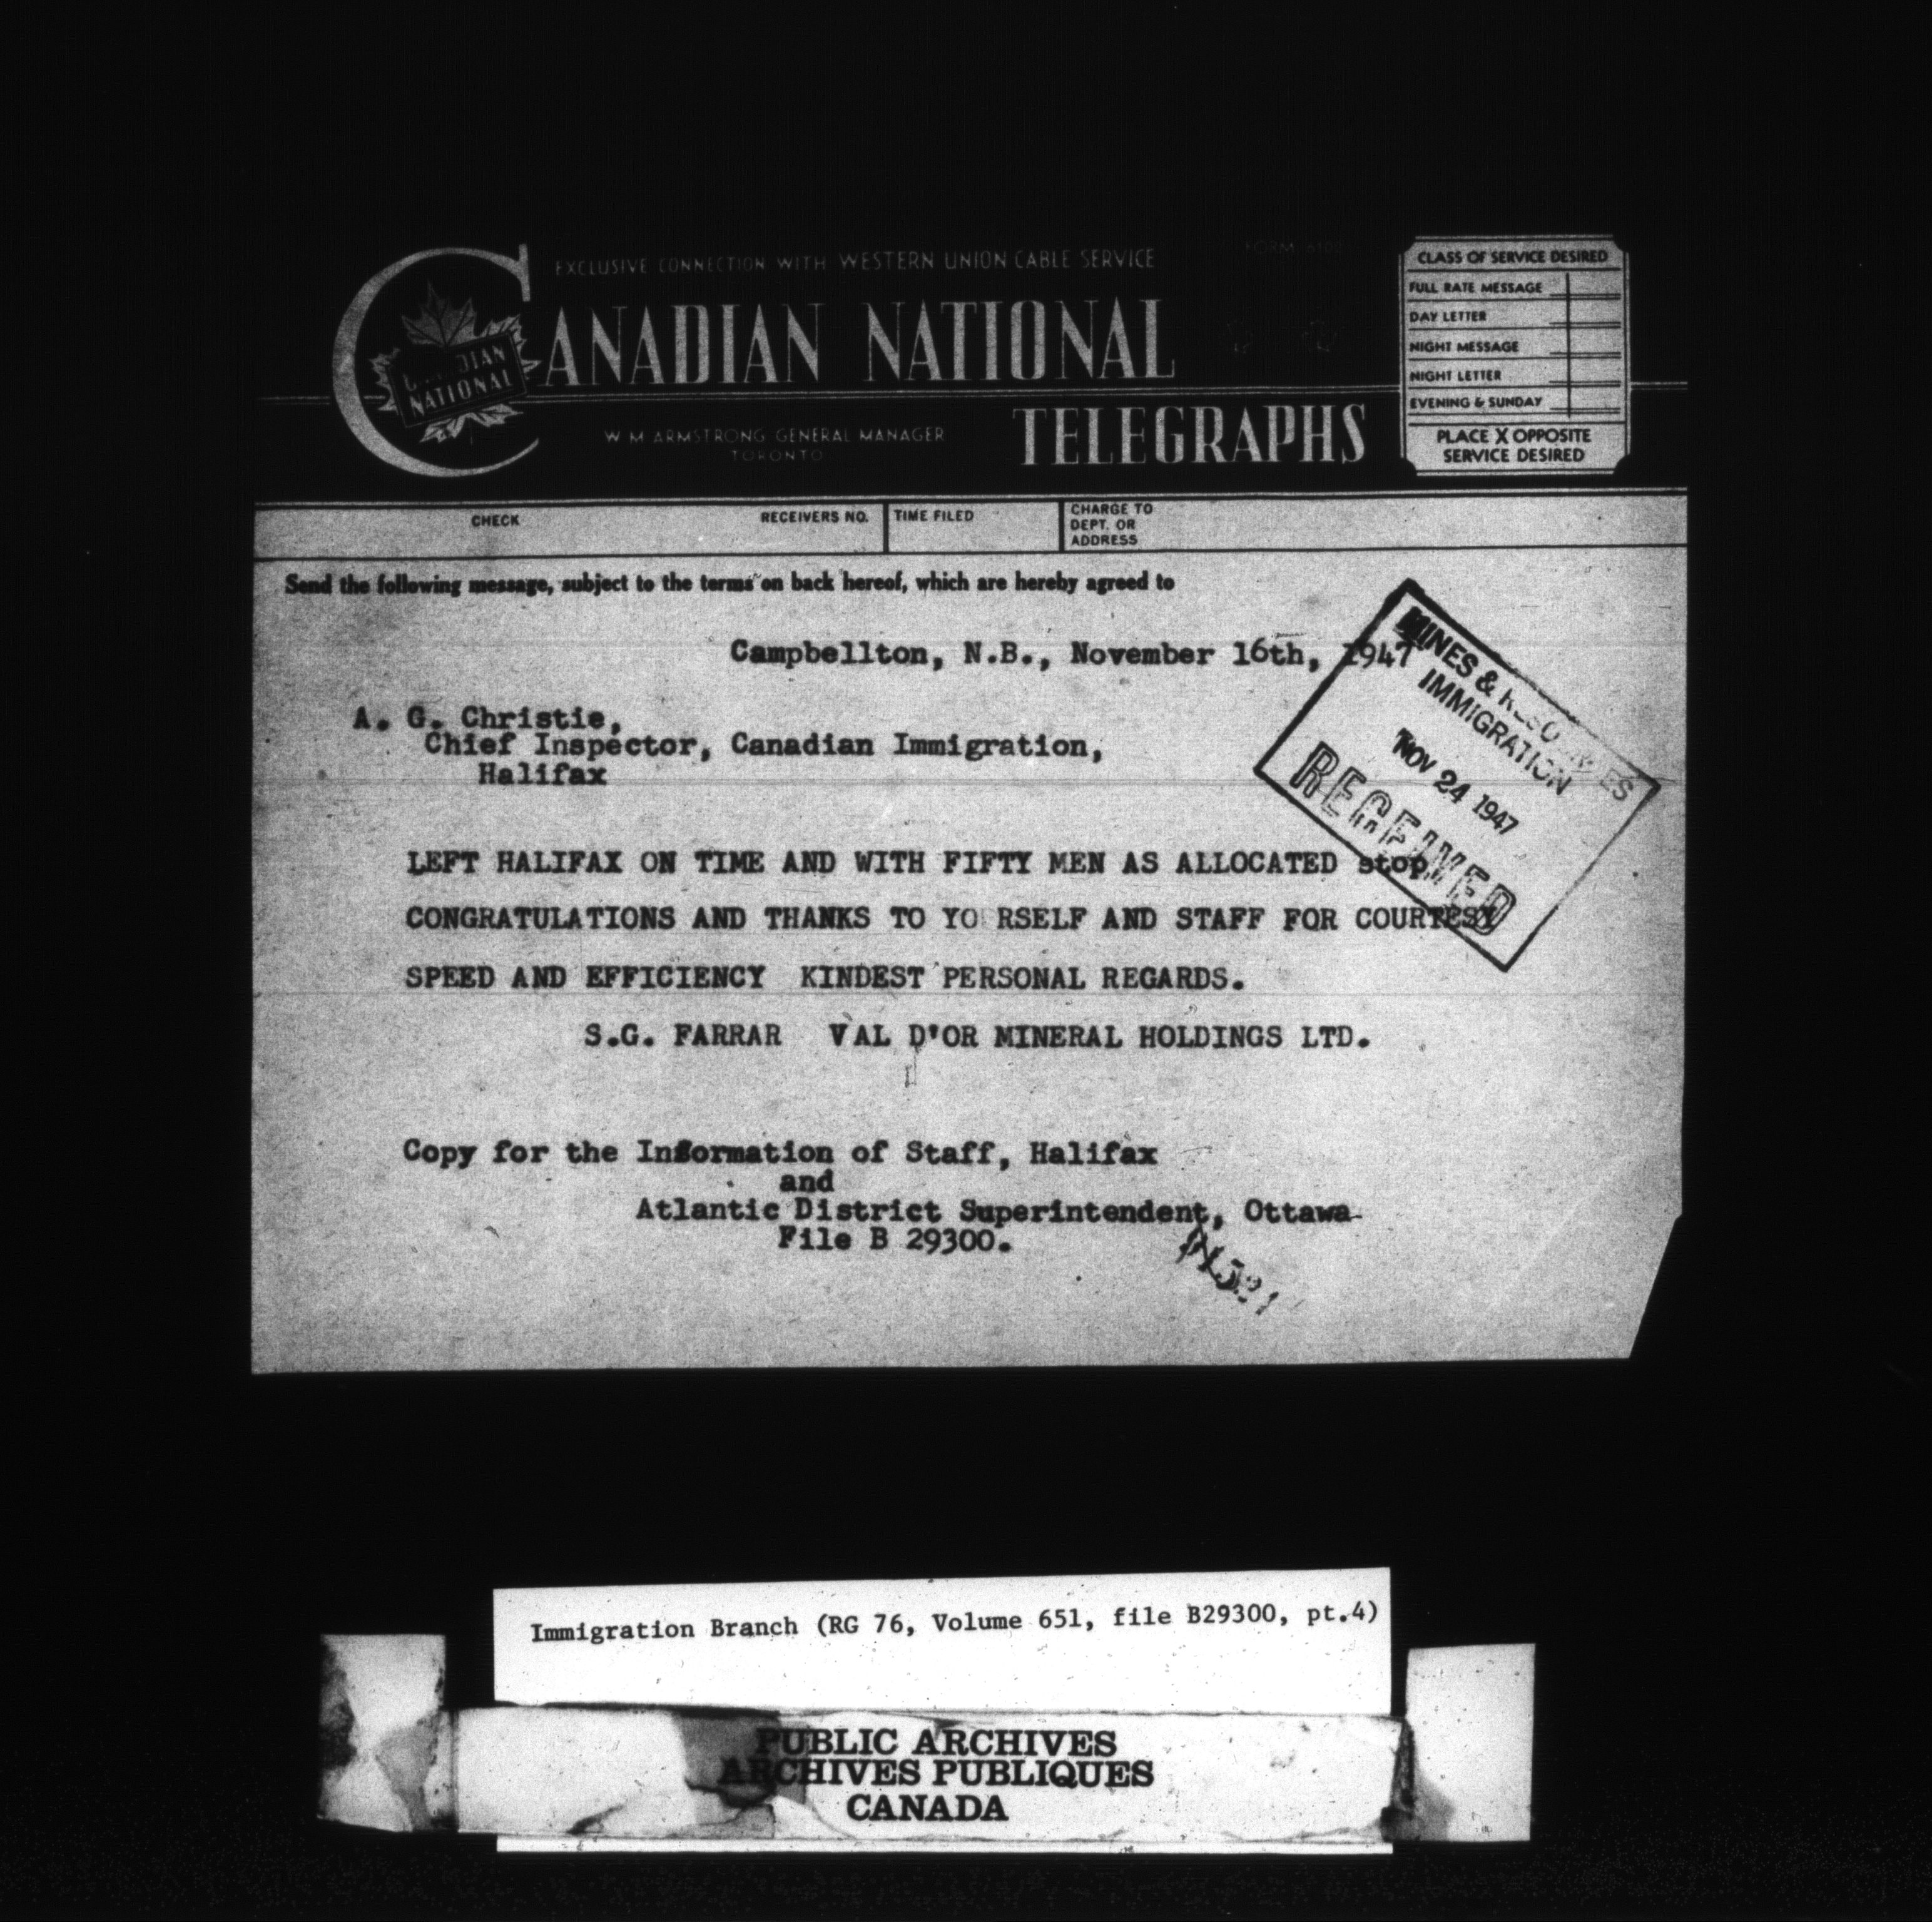 EXCLUSIVE CONNECTION WITH WESTERN UNION CABLE SERVICE
FORM 6102
CANADIAN NATIONAL
TELEGRAPHS
NATIONAL
W M ARMSTRONG GENERAL MANAGER
TORONTO
CLASS OF SERVICE DESIRED
FULL RATE MESSAGE
DAY LETTER
NIGHT MESSAGE
NIGHT LETTER
EVENING & SUNDAY
PLACE X OPPOSITE
SERVICE DESIRED
CHECK
RECEIVERS NO.
TIME FILED
CHARGE TO
DEPT. OR
ADDRESS
Send the following message, subject to the terms on back hereof, which are hereby agreed to
Campbellton, N.B., November 16th, 1947
MINES & RESOURCES
IMMIGRATION
NOV 24 1947
RECEIVED
A. G. Christie,
Chief Inspector, Canadian Immigration,
Halifax
LEFT HALIFAX ON TIME AND WITH FIFTY MEN AS ALLOCATED stop
CONGRATULATIONS AND THANKS TO YO RSELF AND STAFF FOR COURTESY
SPEED AND EFFICIENCY KINDEST PERSONAL REGARDS.
S.G. FARRAR VAL D'OR MINERAL HOLDINGS LTD.
Copy for the Information of Staff, Halifax
and
Atlantic District Superintendent, Ottawa
File B 29300.
Immigration Branch (RG 76, Volume 651, file B29300, pt.4)
PUBLIC ARCHIVES
ARCHIVES PUBLIQUES
CANADA